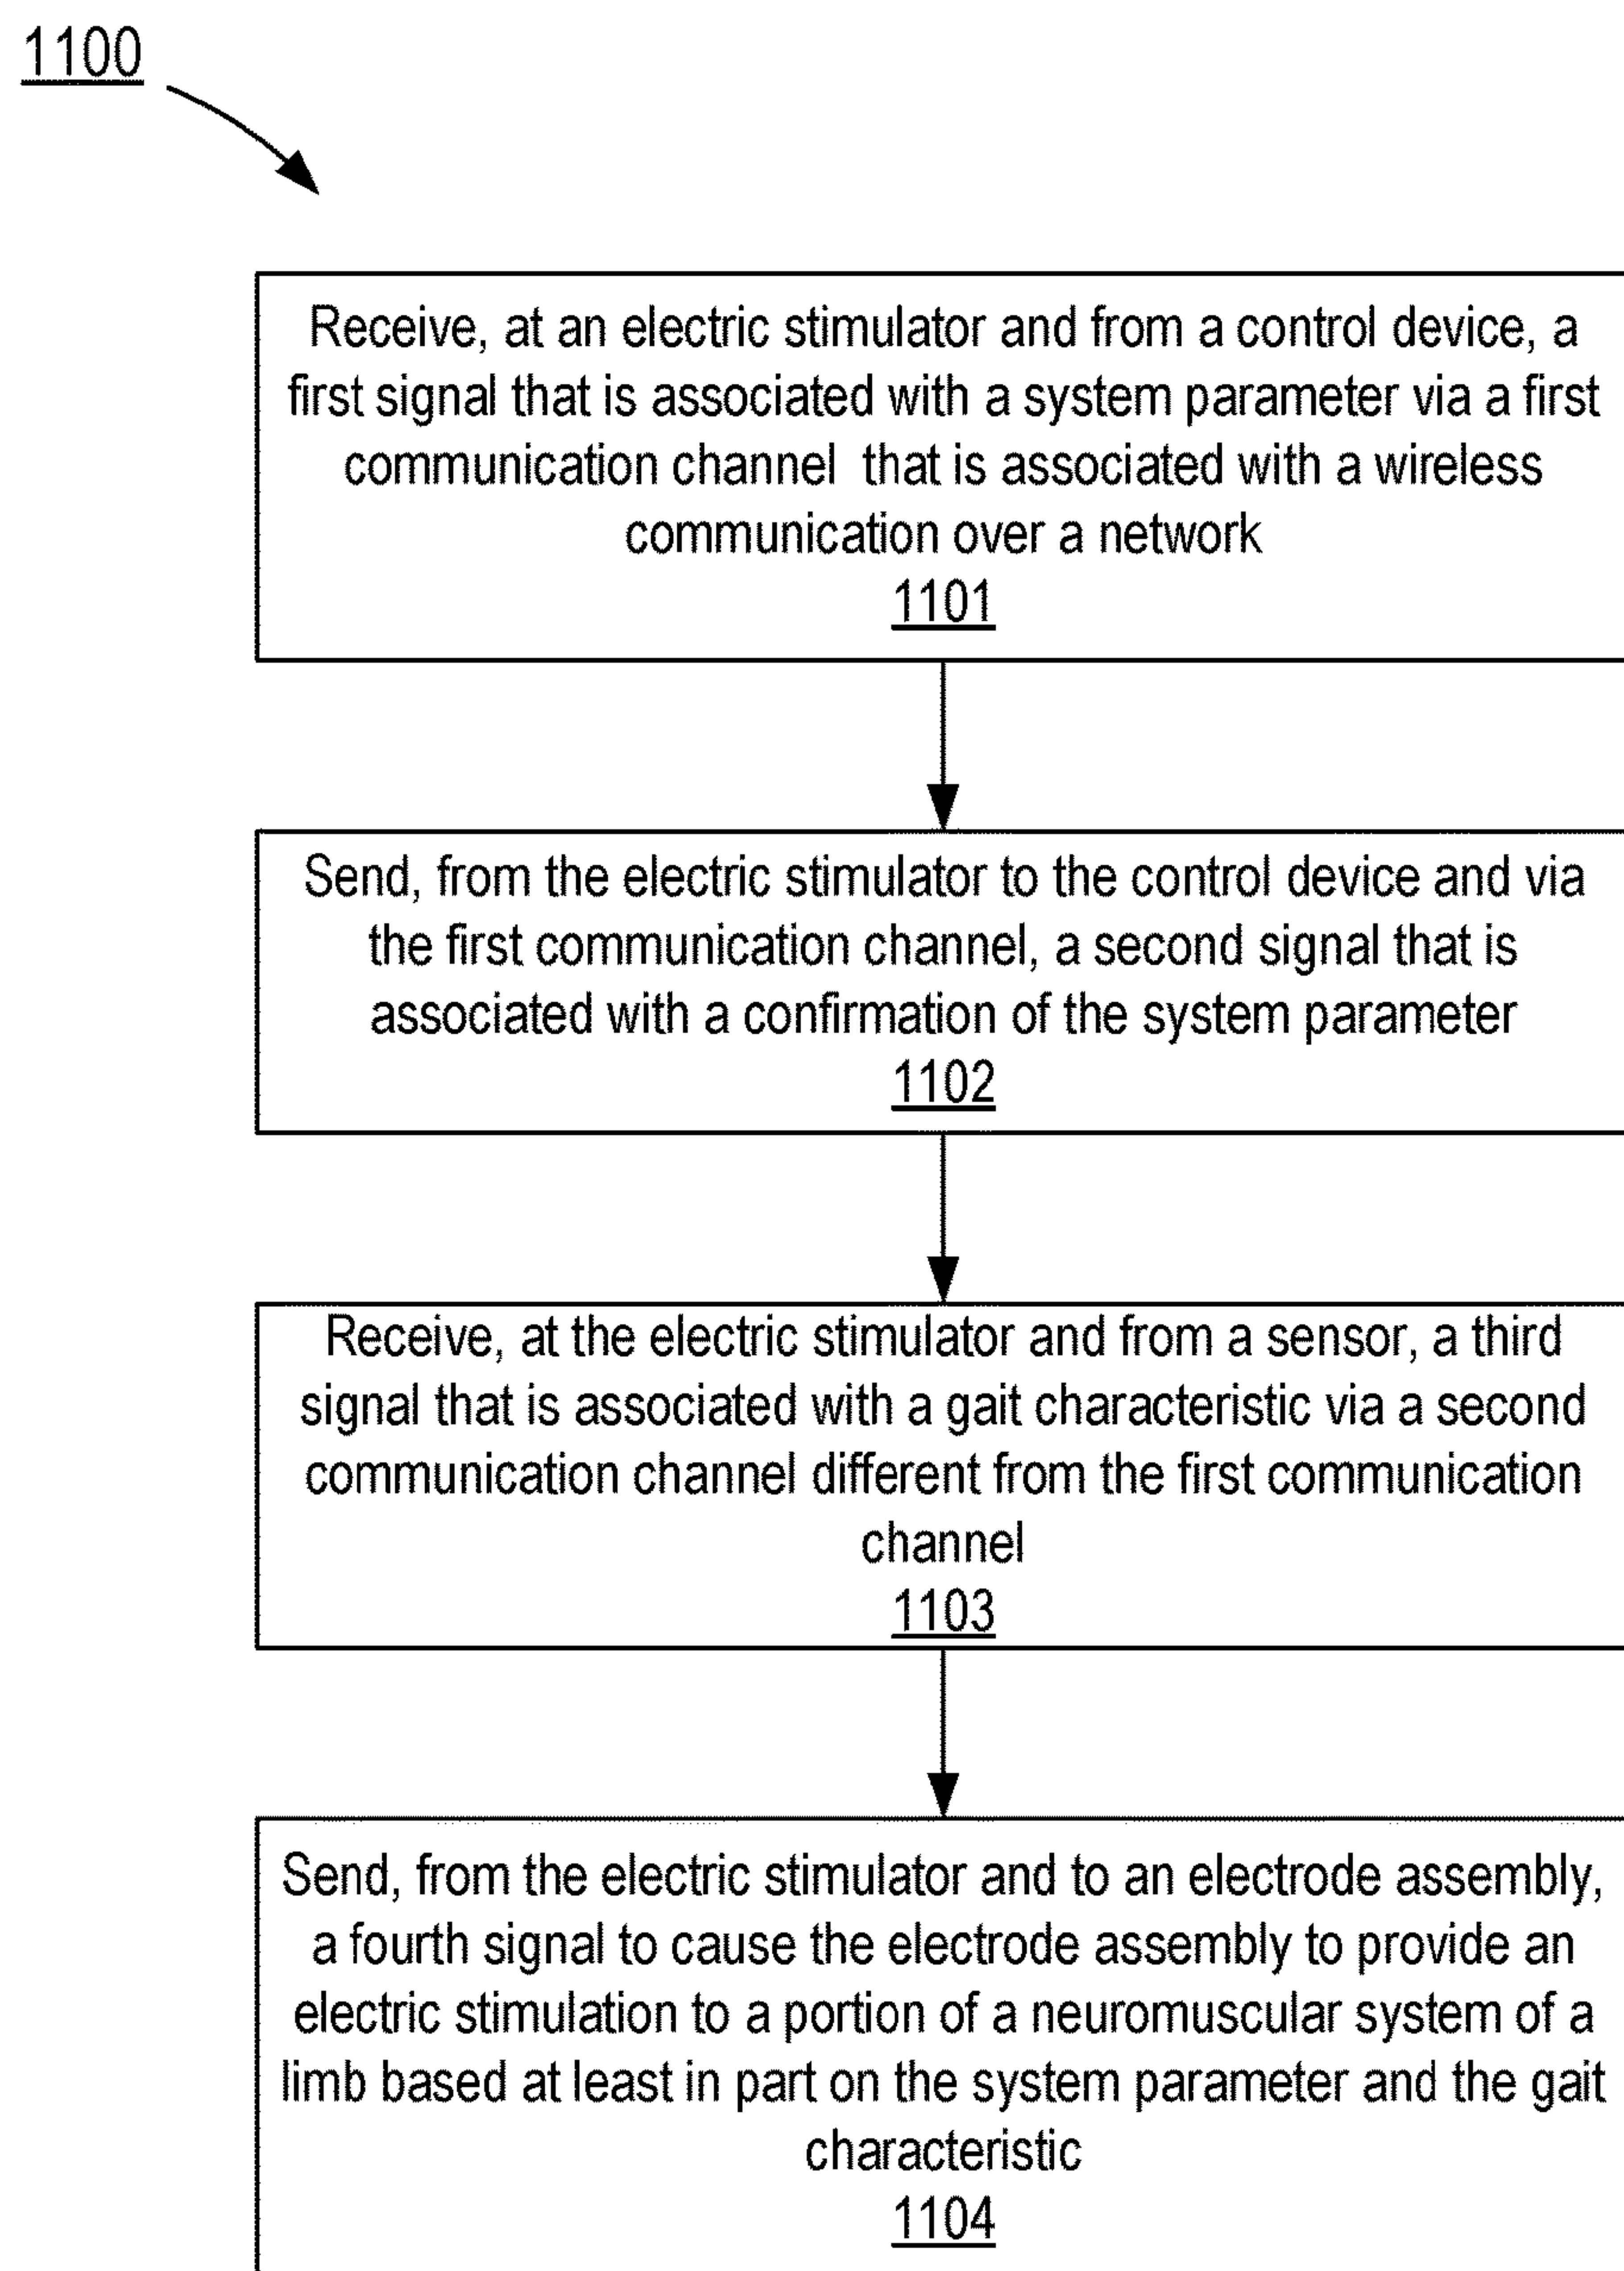 1100
Receive, at an electric stimulator and from a control device, a
first signal that is associated with a system parameter via a first
communication channel that is associated with a wireless
communication over a network
1101
Send, from the electric stimulator to the control device and via
the first communication channel, a second signal that is
associated with a confirmation of the system parameter
1102
Receive, at the electric stimulator and from a sensor, a third
signal that is associated with a gait characteristic via a second
communication channel different from the first communication
channel
1103
Send, from the electric stimulator and to an electrode assembly,
a fourth signal to cause the electrode assembly to provide an
electric stimulation to a portion of a neuromuscular system of a
limb based at least in part on the system parameter and the gait
characteristic
1104